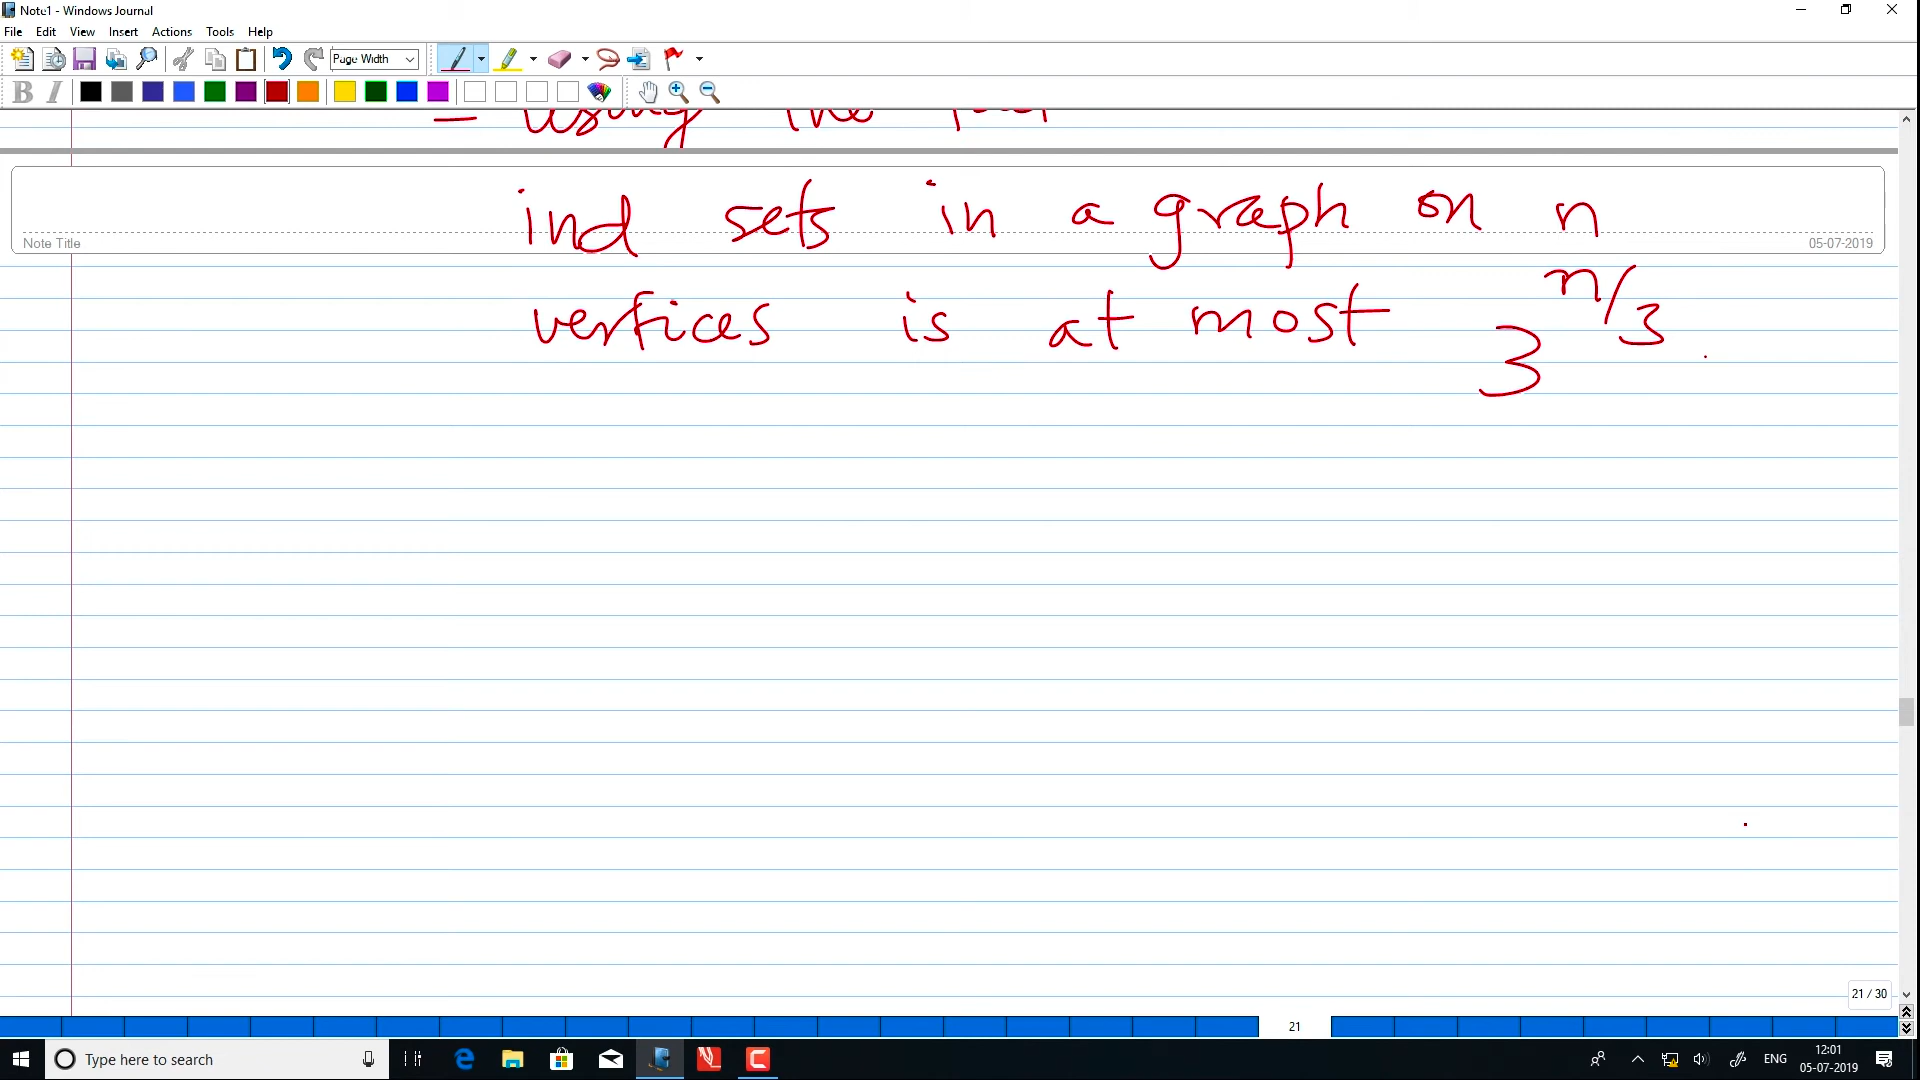 Note1 - Windows Journal
File Edit View Insert Actions Tools Help
Page Width
B I
- using the
ind sets in a graph on n
Note Title
05-07-2019
vertices is at most 3^{n/3}.
21 / 30
21
Type here to search
ENG
12:01
05-07-2019